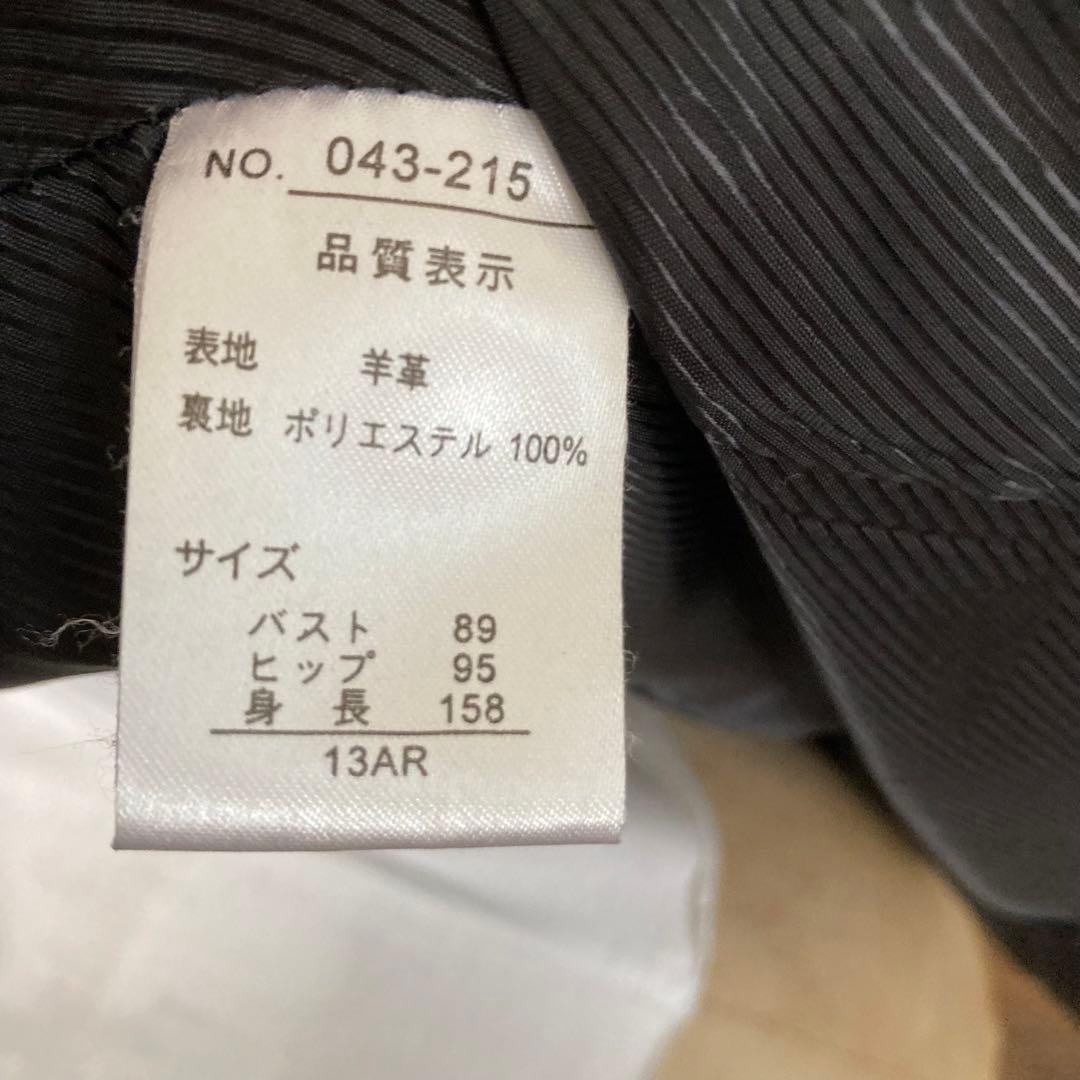 NO. 043-215
品質表示
表地 羊革
裏地 ポリエステル 100%
サイズ
バスト 89
ヒップ 95
身長 158
13AR